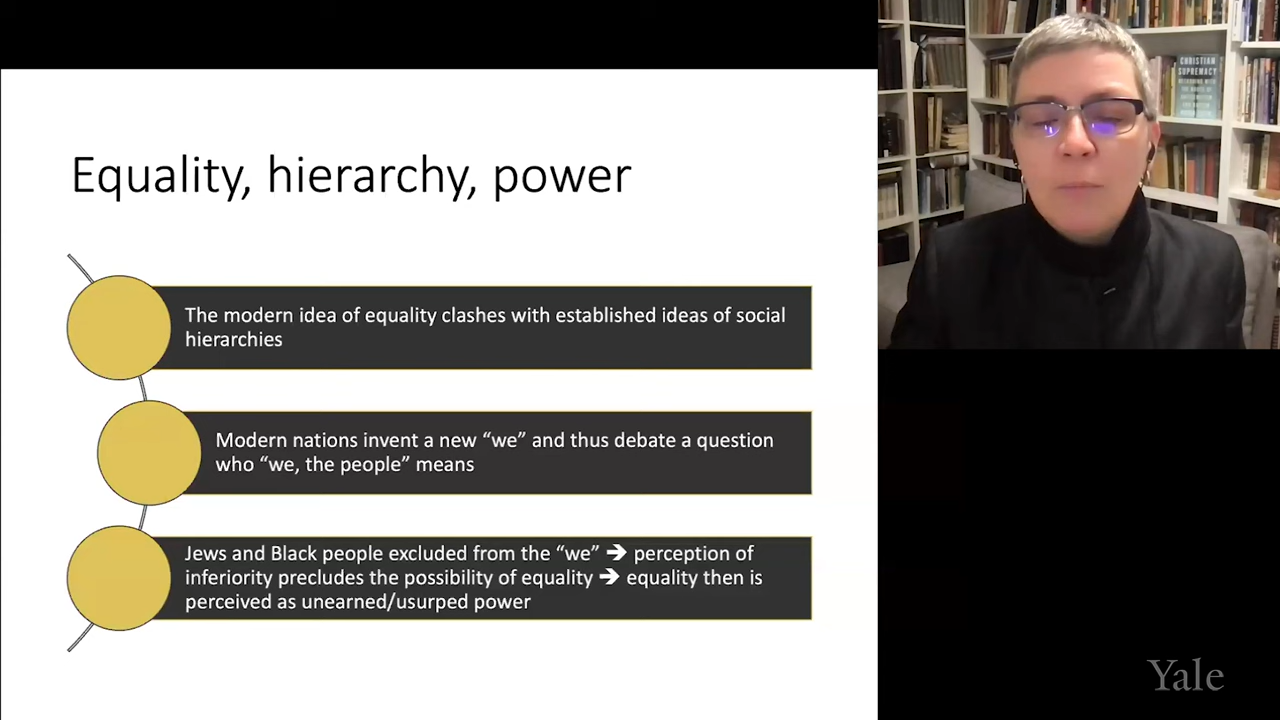 Equality, hierarchy, power
The modern idea of equality clashes with established ideas of social
hierarchies
Modern nations invent a new “we” and thus debate a question
who “we, the people” means
Jews and Black people excluded from the “we” ➔ perception of
inferiority precludes the possibility of equality ➔ equality then is
perceived as unearned/usurped power
CHRISTIAN
SUPREMACY
Yale